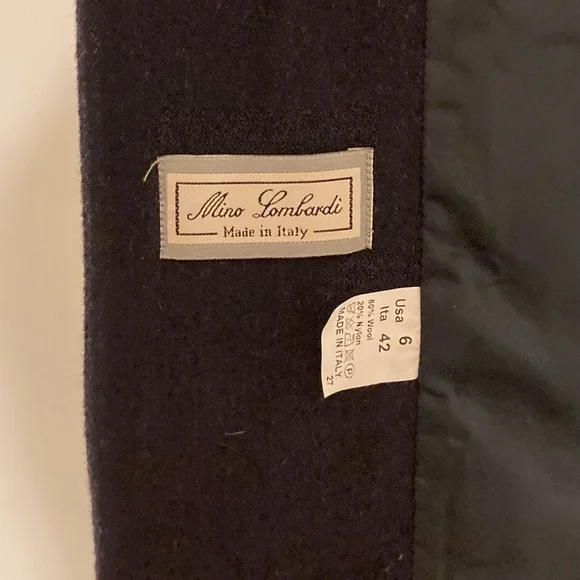 Mino Lombardi
Made in Italy
Usa 6
Ita 42
80% Wool
20% Nylon
P
MADE IN ITALY
27